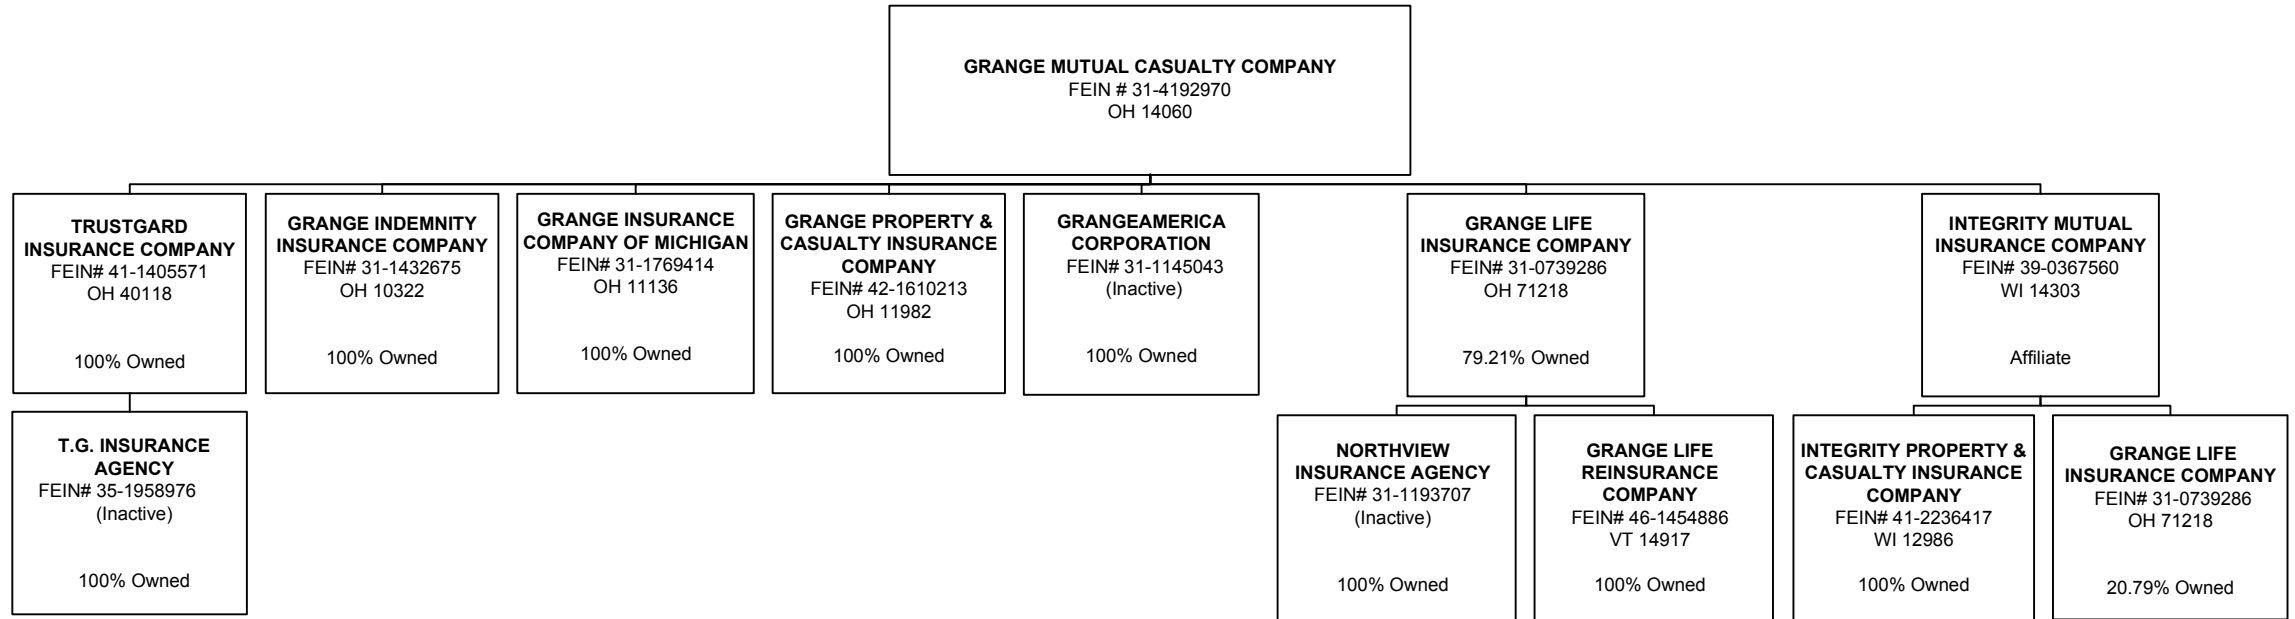 GRANGE MUTUAL CASUALTY COMPANY
FEIN # 31-4192970
OH 14060
TRUSTGARD
INSURANCE COMPANY
FEIN# 41-1405571
OH 40118
100% Owned
GRANGE INDEMNITY
INSURANCE COMPANY
FEIN# 31-1432675
OH 10322
100% Owned
GRANGE INSURANCE
COMPANY OF MICHIGAN
FEIN# 31-1769414
OH 11136
100% Owned
GRANGE PROPERTY &
CASUALTY INSURANCE
COMPANY
FEIN# 42-1610213
OH 11982
100% Owned
GRANGEAMERICA
CORPORATION
FEIN# 31-1145043
(Inactive)
100% Owned
GRANGE LIFE
INSURANCE COMPANY
FEIN# 31-0739286
OH 71218
79.21% Owned
INTEGRITY MUTUAL
INSURANCE COMPANY
FEIN# 39-0367560
WI 14303
Affiliate
T.G. INSURANCE
AGENCY
FEIN# 35-1958976
(Inactive)
100% Owned
NORTHVIEW
INSURANCE AGENCY
FEIN# 31-1193707
(Inactive)
100% Owned
GRANGE LIFE
REINSURANCE
COMPANY
FEIN# 46-1454886
VT 14917
100% Owned
INTEGRITY PROPERTY &
CASUALTY INSURANCE
COMPANY
FEIN# 41-2236417
WI 12986
100% Owned
GRANGE LIFE
INSURANCE COMPANY
FEIN# 31-0739286
OH 71218
20.79% Owned